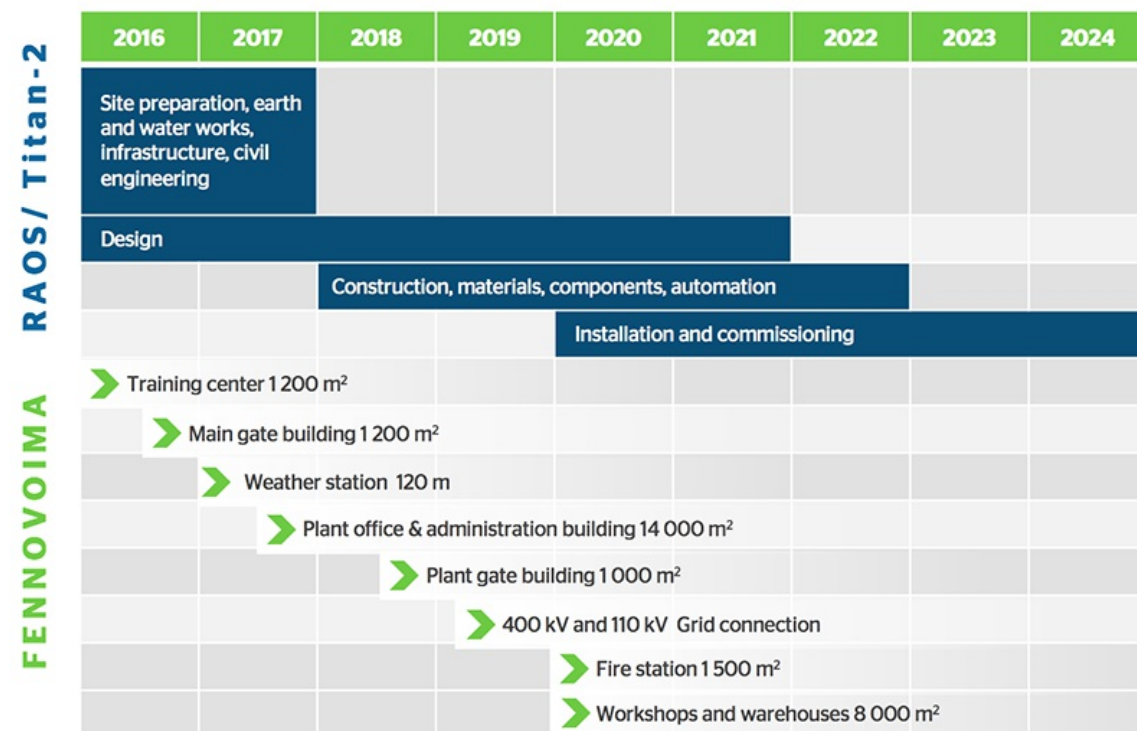 2016 2017 2018 2019 2020 2021 2022 2023 2024
RAOS/ Titan-2
Site preparation, earth
and water works,
infrastructure, civil
engineering
Design
Construction, materials, components, automation
Installation and commissioning
FENNOVOIMA
Training center 1 200 m²
Main gate building 1 200 m²
Weather station 120 m
Plant office & administration building 14 000 m²
Plant gate building 1 000 m²
400 kV and 110 kV Grid connection
Fire station 1 500 m²
Workshops and warehouses 8 000 m²